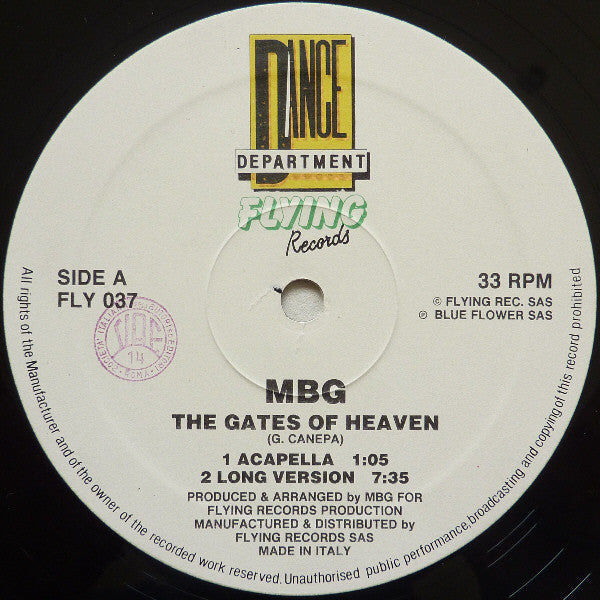 DANCE
DEPARTMENT
FLYING
Records
SIDE A
FLY 037
33 RPM
© FLYING REC. SAS
℗ BLUE FLOWER SAS
MBG
THE GATES OF HEAVEN
(G. CANEPA)
1 ACAPELLA 1:05
2 LONG VERSION 7:35
PRODUCED & ARRANGED by MBG FOR
FLYING RECORDS PRODUCTION
MANUFACTURED & DISTRIBUTED by
FLYING RECORDS SAS
MADE IN ITALY
All rights of the Manufacturer and of the owner of the recorded work reserved. Unauthorised public performance, broadcasting and copying of this record prohibited
14
ROMA